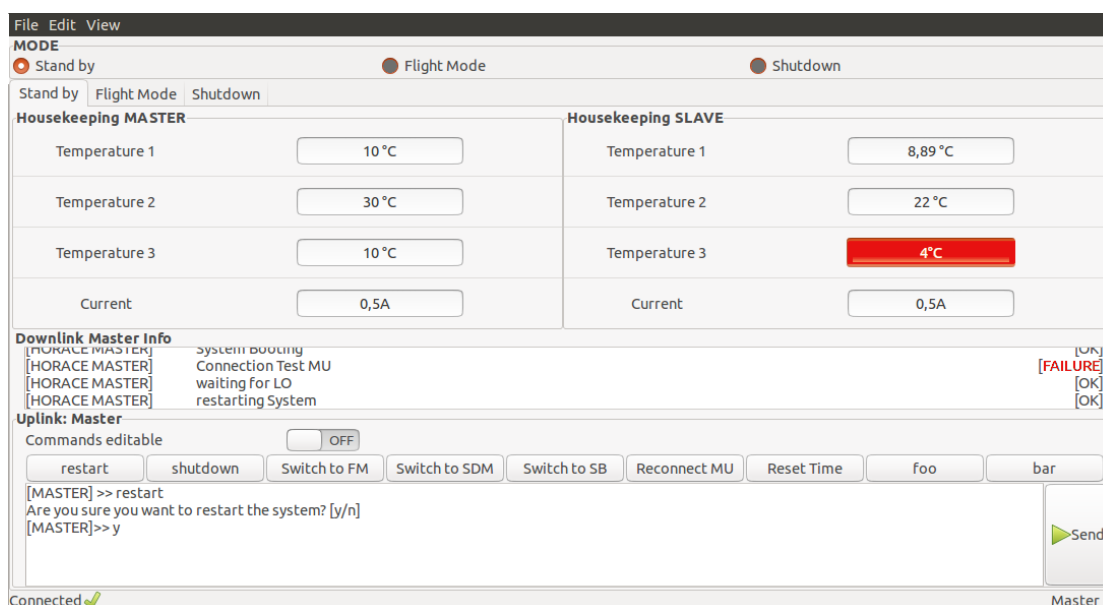 File Edit View
MODE
Stand by Flight Mode Shutdown
Stand by Flight Mode Shutdown
Housekeeping MASTER Housekeeping SLAVE
Temperature 1 10 °C Temperature 1 8,89 °C
Temperature 2 30 °C Temperature 2 22 °C
Temperature 3 10 °C Temperature 3 4°C
Current 0,5A Current 0,5A
Downlink Master Info
[HORACE MASTER] System Booting [OK]
[HORACE MASTER] Connection Test MU [FAILURE]
[HORACE MASTER] waiting for LO [OK]
[HORACE MASTER] restarting System [OK]
Uplink: Master
Commands editable OFF
restart shutdown Switch to FM Switch to SDM Switch to SB Reconnect MU Reset Time foo bar
[MASTER] >> restart
Are you sure you want to restart the system? [y/n]
[MASTER]>> y
Send
Connected Master